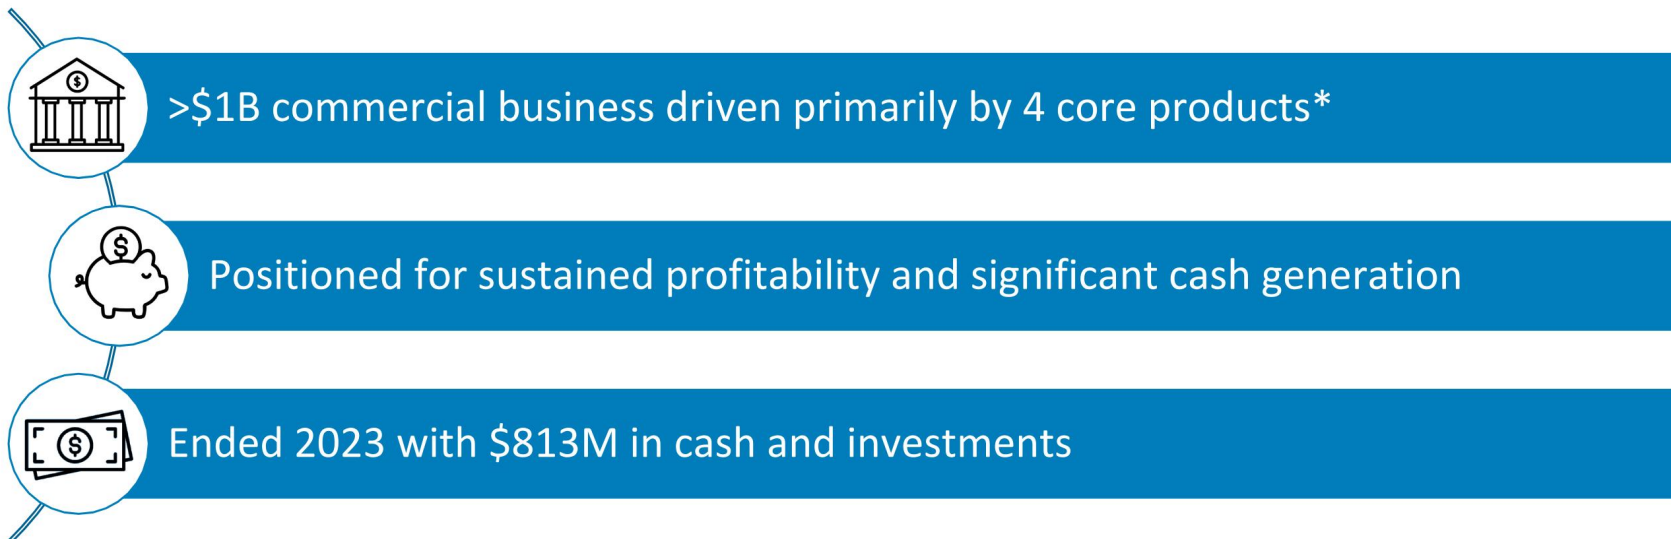 $
>$1B commercial business driven primarily by 4 core products*
$
Positioned for sustained profitability and significant cash generation
$
Ended 2023 with $813M in cash and investments